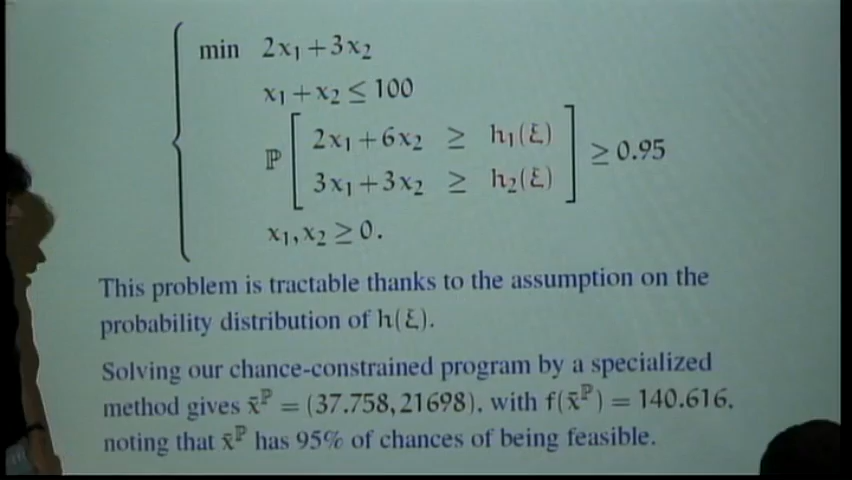 min 2x₁+3x₂
x₁+x₂ ≤ 100
ℙ [ 2x₁+6x₂ ≥ h₁(ξ)
3x₁+3x₂ ≥ h₂(ξ) ] ≥ 0.95
x₁,x₂ ≥ 0.
This problem is tractable thanks to the assumption on the
probability distribution of h(ξ).
Solving our chance-constrained program by a specialized
method gives x̄ᴾ = (37.758,21698). with f(x̄ᴾ) = 140.616.
noting that x̄ᴾ has 95% of chances of being feasible.